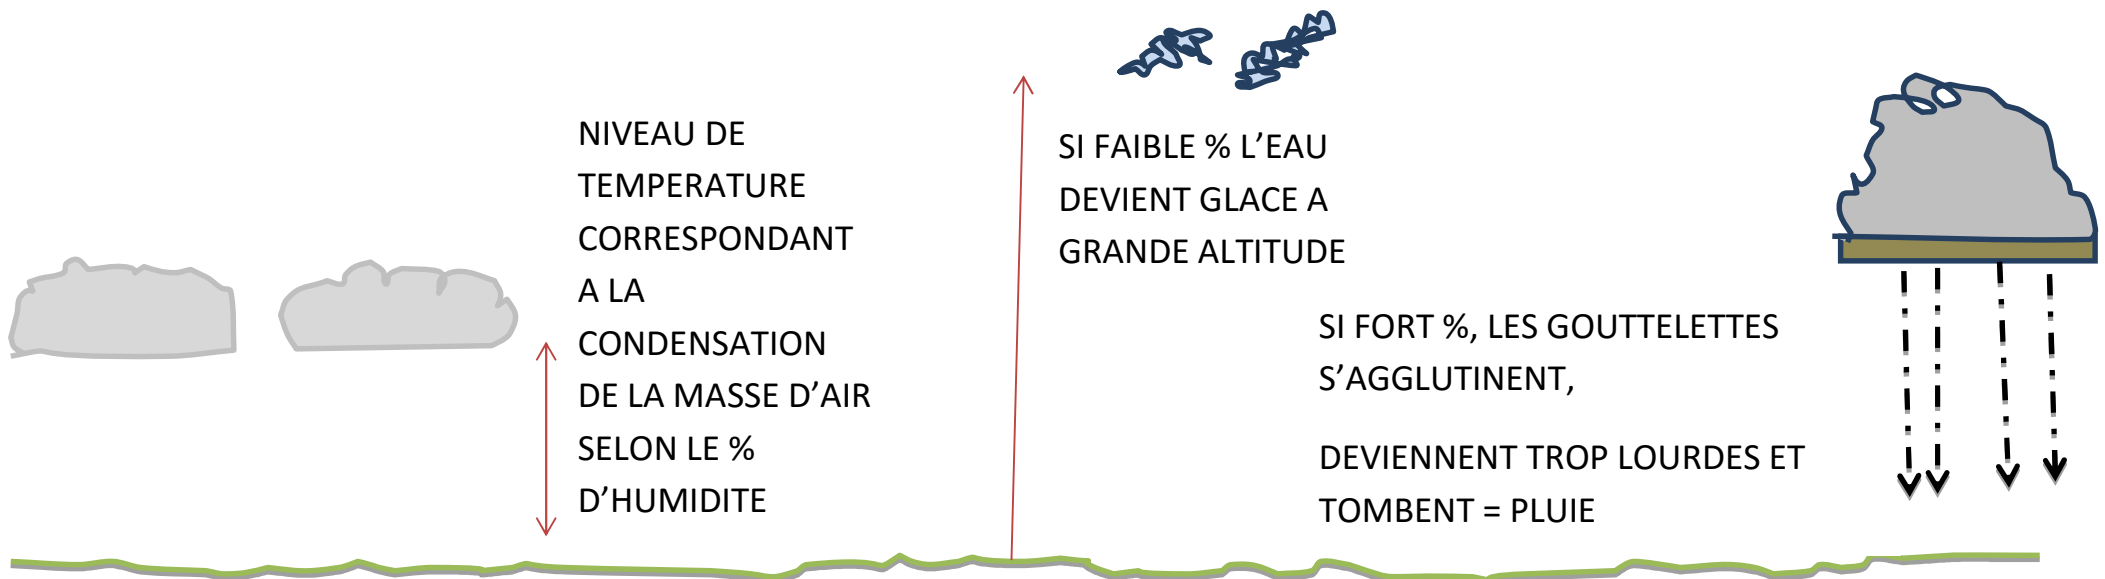 NIVEAU DE
TEMPERATURE
CORRESPONDANT
A LA
CONDENSATION
DE LA MASSE D’AIR
SELON LE %
D’HUMIDITE
SI FAIBLE % L’EAU
DEVIENT GLACE A
GRANDE ALTITUDE
SI FORT %, LES GOUTTELETTES
S’AGGLUTINENT,
DEVIENNENT TROP LOURDES ET
TOMBENT = PLUIE